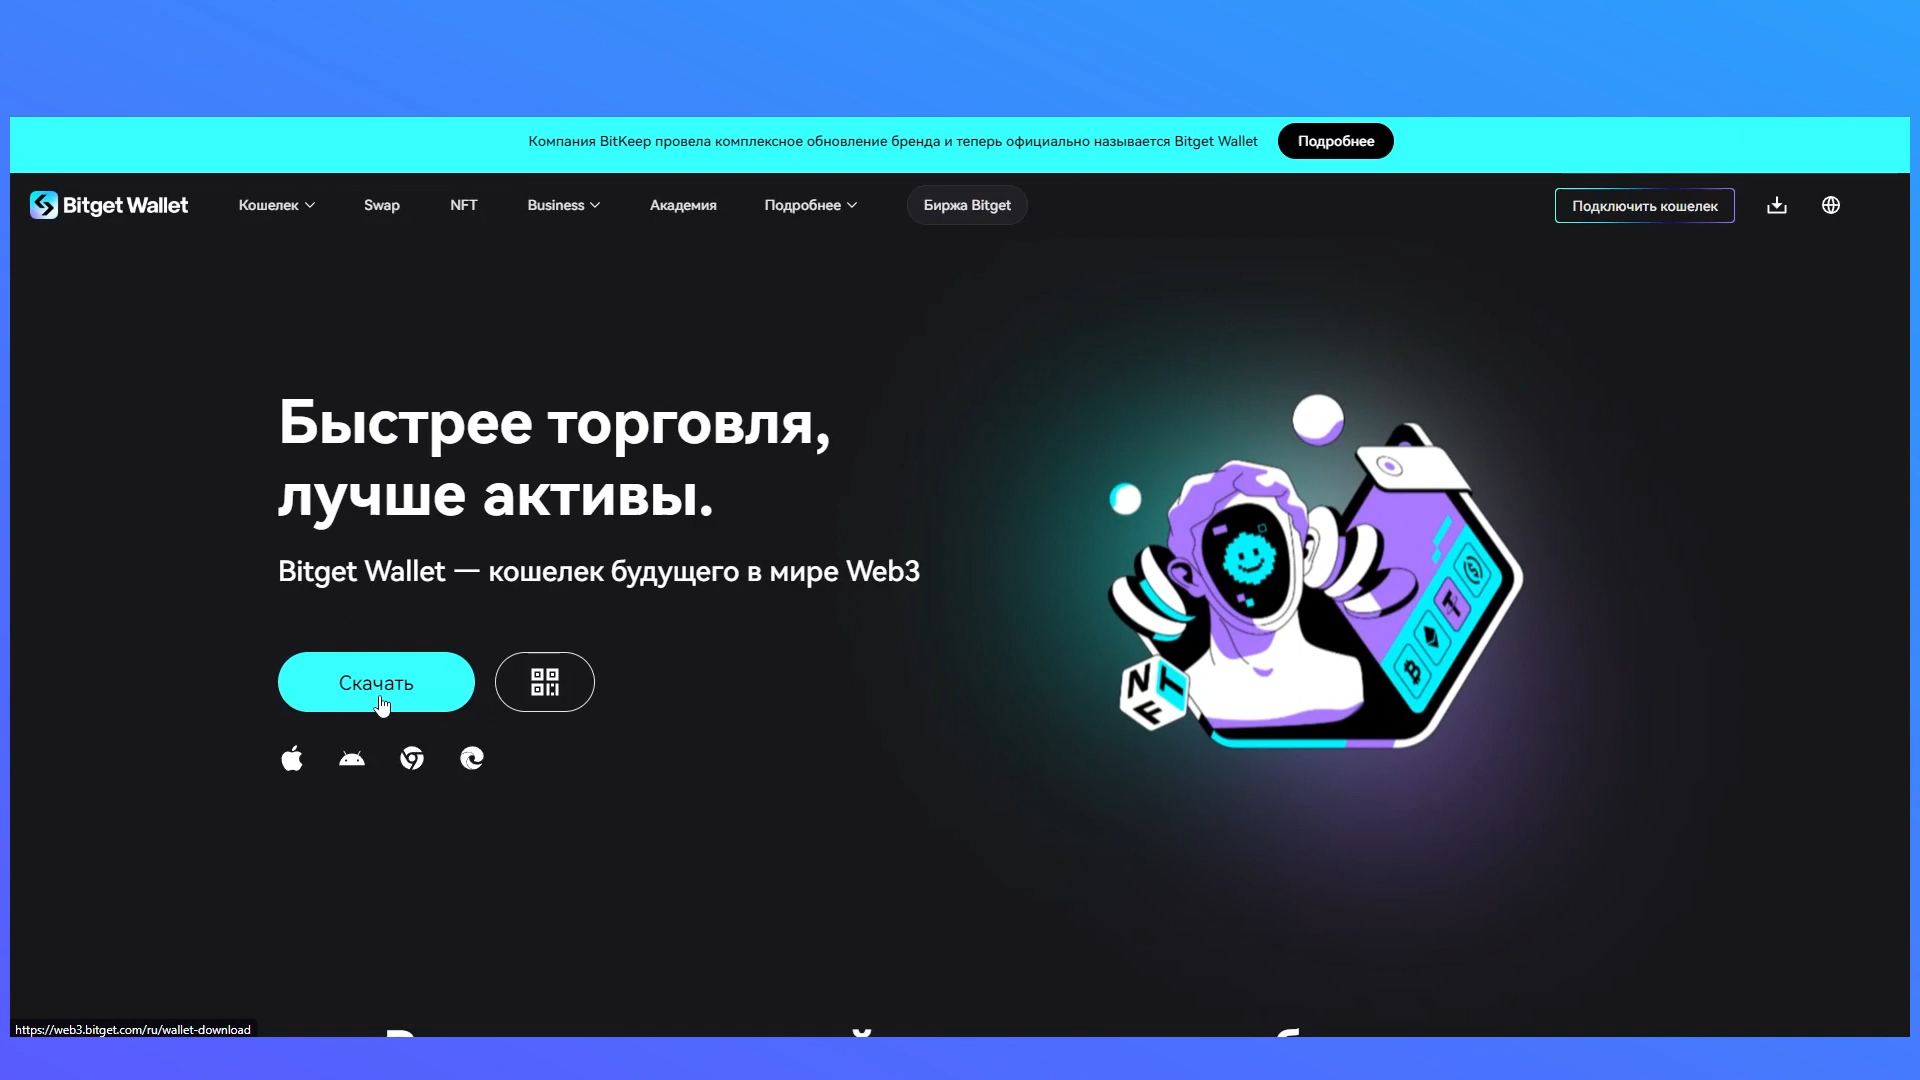 Компания BitKeep провела комплексное обновление бренда и теперь официально называется Bitget Wallet Подробнее
Bitget Wallet Кошелек Swap NFT Business Академия Подробнее Биржа Bitget Подключить кошелек
Быстрее торговля,
лучше активы.
Bitget Wallet — кошелек будущего в мире Web3
Скачать
NFT
https://web3.bitget.com/ru/wallet-download